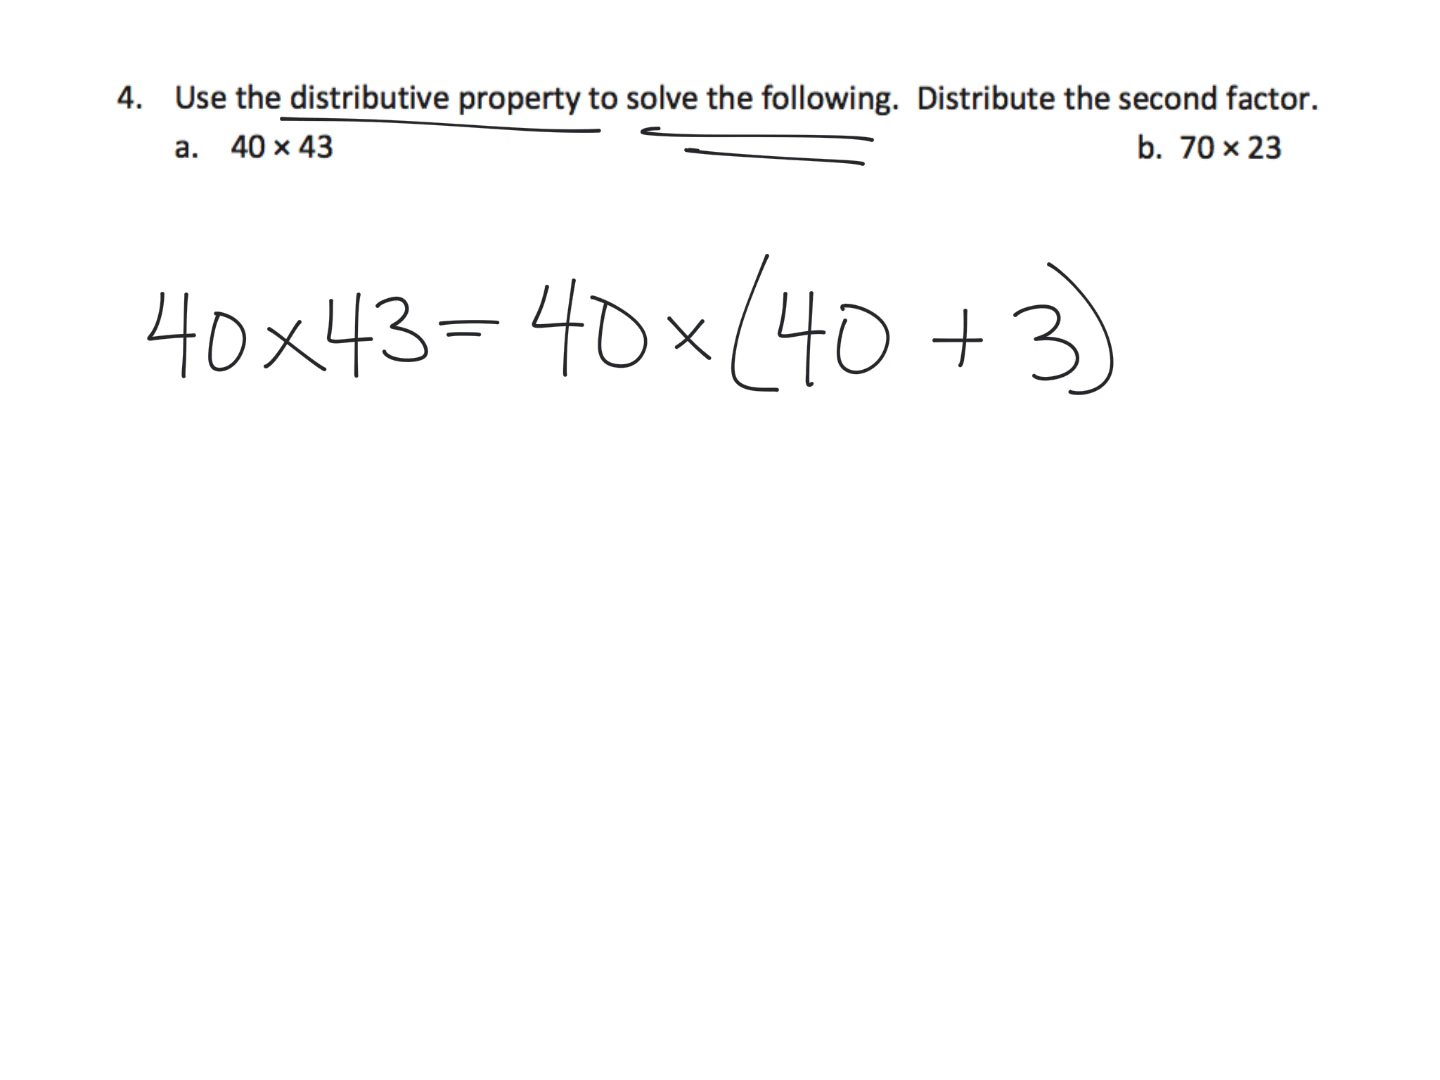 4. Use the distributive property to solve the following. Distribute the second factor.
a. 40 × 43 b. 70 × 23
40×43= 40×(40 + 3)